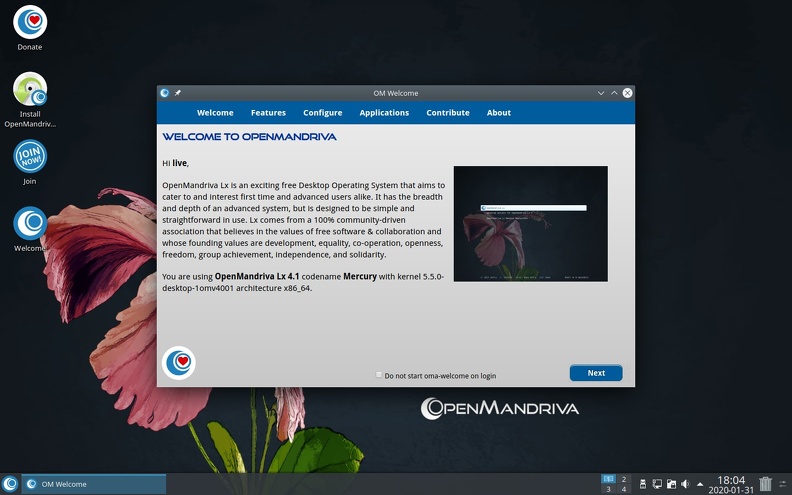 Donate
Install
OpenMandriv...
JOIN
NOW!
Join
Welcome
OM Welcome
Welcome Features Configure Applications Contribute About
WELCOME TO OPENMANDRIVA
Hi live,
OpenMandriva Lx is an exciting free Desktop Operating System that aims to
cater to and interest first time and advanced users alike. It has the breadth
and depth of an advanced system, but is designed to be simple and
straightforward in use. Lx comes from a 100% community-driven
association that believes in the values of free software & collaboration and
whose founding values are development, equality, co-operation, openness,
freedom, group achievement, independence, and solidarity.
You are using OpenMandriva Lx 4.1 codename Mercury with kernel 5.5.0-
desktop-1omv4001 architecture x86_64.
Do not start oma-welcome on login
Next
OPENMANDRIVA
OM Welcome
1 2
3 4
18:04
2020-01-31